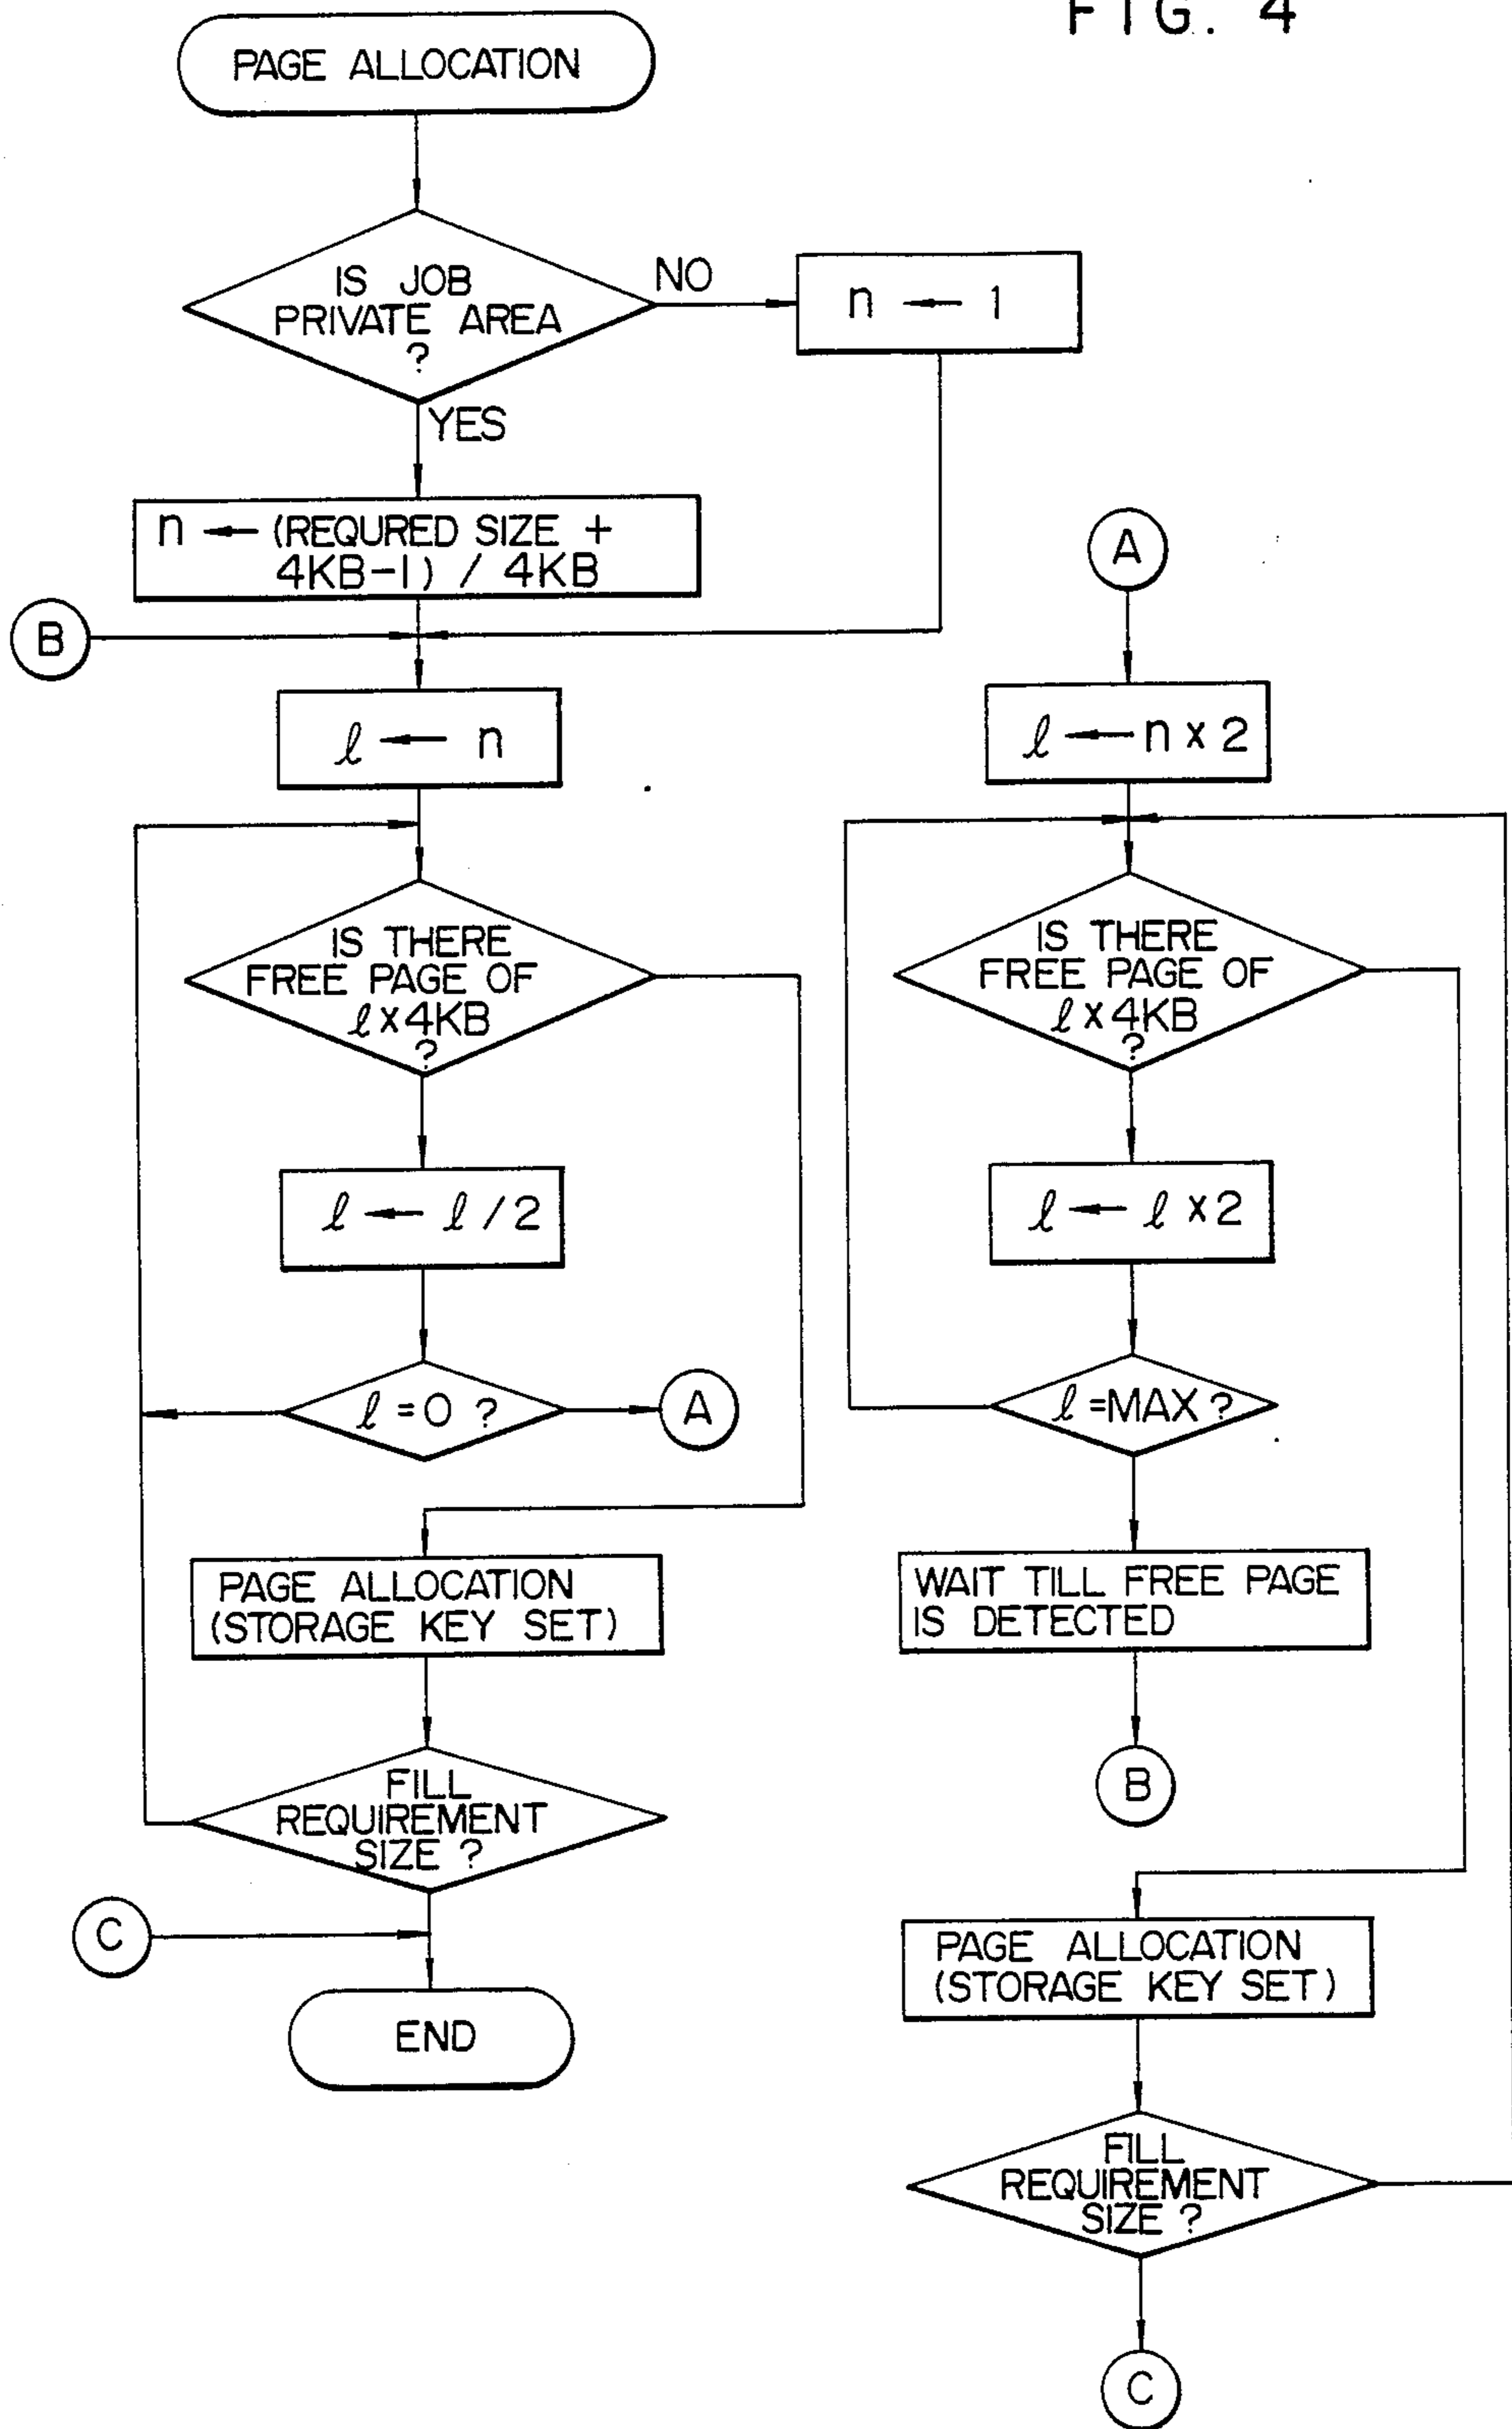 FIG. 4
PAGE ALLOCATION
IS JOB
PRIVATE AREA
?
NO
n ← 1
YES
n ← (REQURED SIZE +
4KB-1) / 4KB
B
ℓ ← n
IS THERE
FREE PAGE OF
ℓ x 4KB
?
ℓ ← ℓ / 2
ℓ = 0 ?
A
PAGE ALLOCATION
(STORAGE KEY SET)
FILL
REQUIREMENT
SIZE ?
C
END
A
ℓ ← n x 2
IS THERE
FREE PAGE OF
ℓ x 4KB
?
ℓ ← ℓ x 2
ℓ = MAX ?
WAIT TILL FREE PAGE
IS DETECTED
B
PAGE ALLOCATION
(STORAGE KEY SET)
FILL
REQUIREMENT
SIZE ?
C